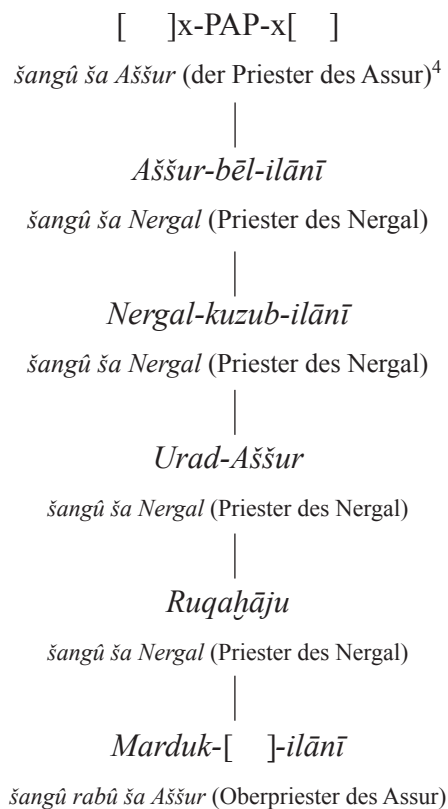 [ ]x-PAP-x[ ]
šangû ša Aššur (der Priester des Assur)⁴
Aššur-bēl-ilānī
šangû ša Nergal (Priester des Nergal)
Nergal-kuzub-ilānī
šangû ša Nergal (Priester des Nergal)
Urad-Aššur
šangû ša Nergal (Priester des Nergal)
Ruqaḫāju
šangû ša Nergal (Priester des Nergal)
Marduk-[ ]-ilānī
šangû rabû ša Aššur (Oberpriester des Assur)